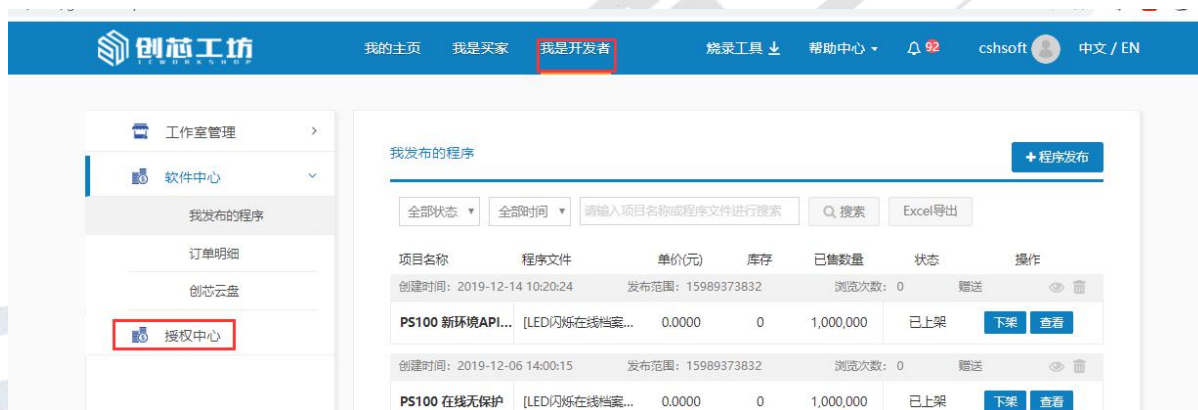 创芯工坊
ICWORKSHOP
我的主页 我是买家 我是开发者 烧录工具 帮助中心 92 cshsoft 中文 / EN
工作室管理
软件中心
我发布的程序
订单明细
创芯云盘
授权中心
我发布的程序
+程序发布
全部状态 全部时间 请输入项目名称或程序文件进行搜索 搜索 Excel导出
项目名称 程序文件 单价(元) 库存 已售数量 状态 操作
创建时间：2019-12-14 10:20:24 发布范围：15989373832 浏览次数：0 赠送
PS100 新环境API... [LED闪烁在线档案... 0.0000 0 1,000,000 已上架 下架 查看
创建时间：2019-12-06 14:00:15 发布范围：15989373832 浏览次数：0 赠送
PS100 在线无保护 [LED闪烁在线档案... 0.0000 0 1,000,000 已上架 下架 查看